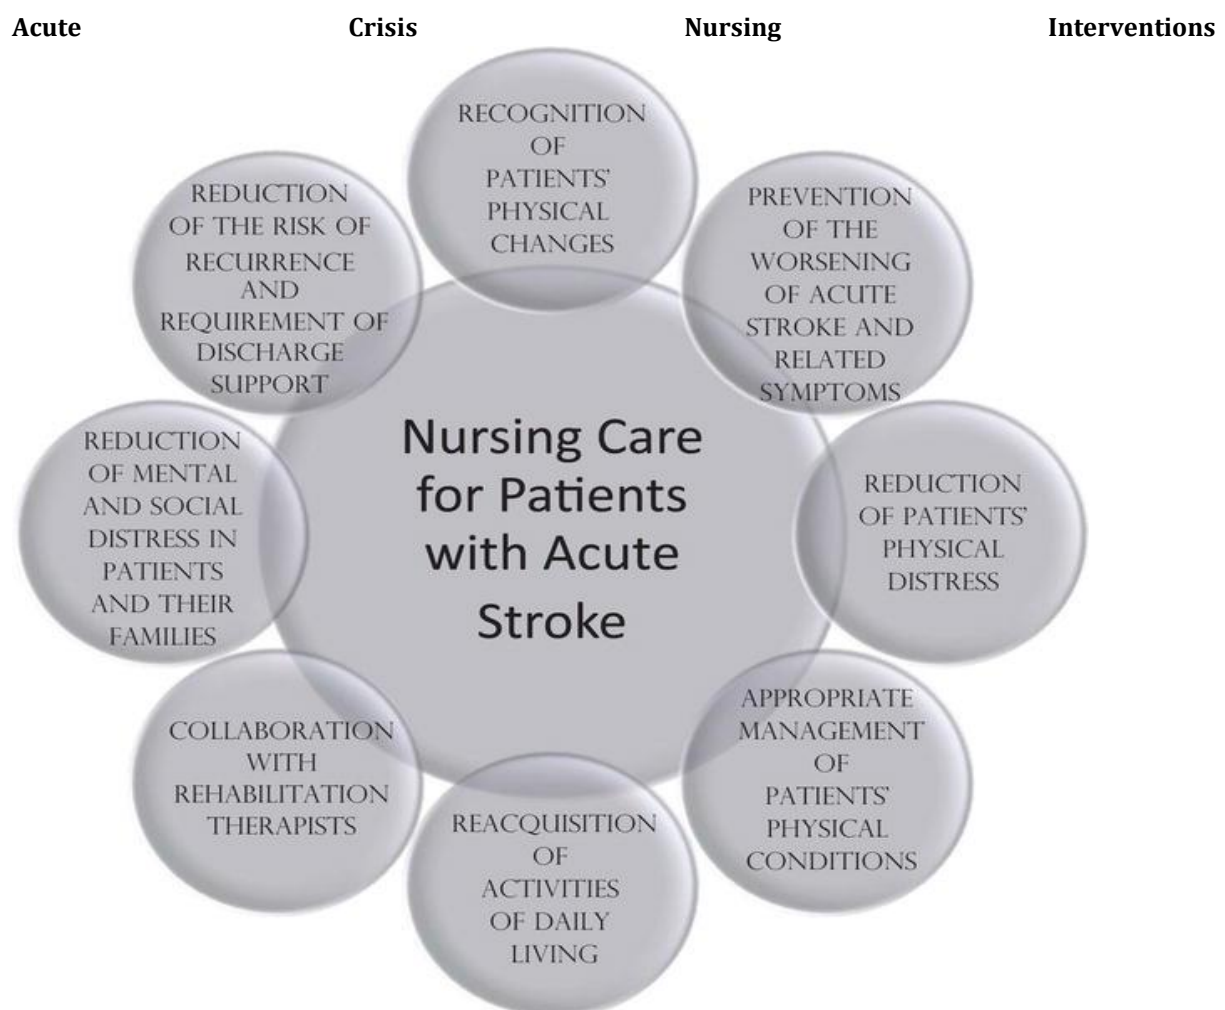 Acute Crisis Nursing Interventions
RECOGNITION
OF
PATIENTS'
PHYSICAL
CHANGES
PREVENTION
OF THE
WORSENING
OF ACUTE
STROKE AND
RELATED
SYMPTOMS
REDUCTION
OF PATIENTS'
PHYSICAL
DISTRESS
APPROPRIATE
MANAGEMENT
OF
PATIENTS'
PHYSICAL
CONDITIONS
REACQUISITION
OF
ACTIVITIES
OF DAILY
LIVING
COLLABORATION
WITH
REHABILITATION
THERAPISTS
REDUCTION
OF MENTAL
AND SOCIAL
DISTRESS IN
PATIENTS
AND THEIR
FAMILIES
REDUCTION
OF THE RISK OF
RECURRENCE
AND
REQUIREMENT OF
DISCHARGE
SUPPORT
Nursing Care
for Patients
with Acute
Stroke